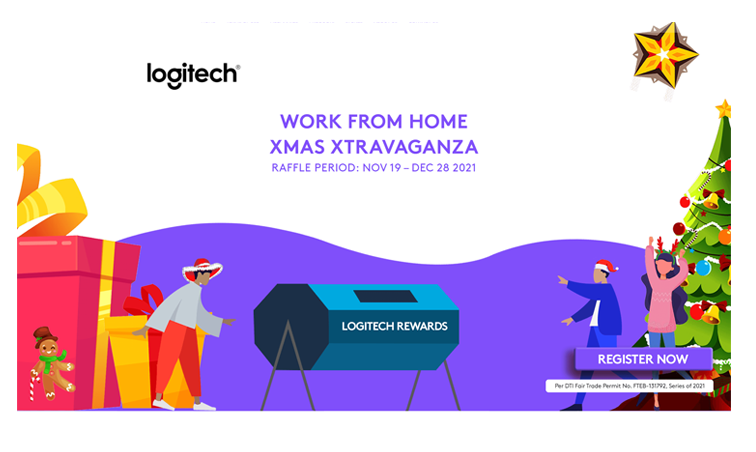 logitech®
WORK FROM HOME
XMAS XTRAVAGANZA
RAFFLE PERIOD: NOV 19 – DEC 28 2021
LOGITECH REWARDS
REGISTER NOW
Per DTI Fair Trade Permit No. FTEB-131792, Series of 2021